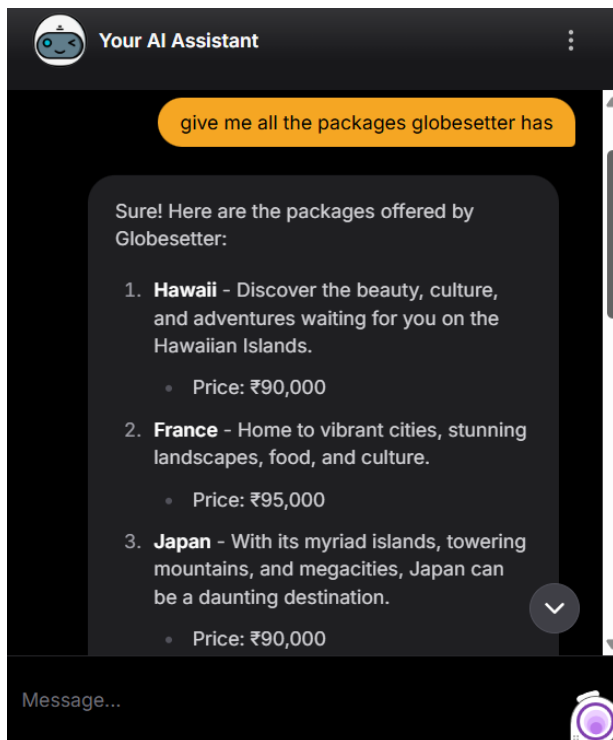 Your AI Assistant
give me all the packages globesetter has
Sure! Here are the packages offered by
Globesetter:
1. Hawaii - Discover the beauty, culture,
and adventures waiting for you on the
Hawaiian Islands.
Price: ₹90,000
2. France - Home to vibrant cities, stunning
landscapes, food, and culture.
Price: ₹95,000
3. Japan - With its myriad islands, towering
mountains, and megacities, Japan can
be a daunting destination.
Price: ₹90,000
Message...